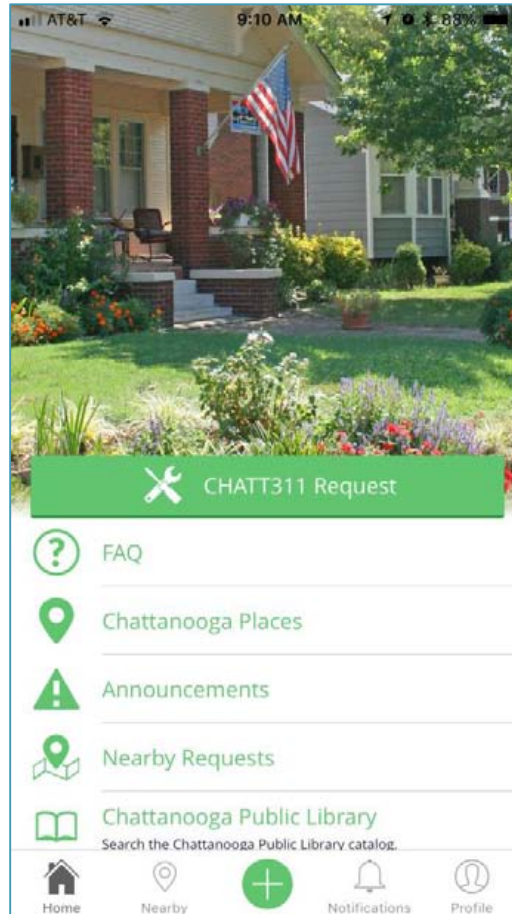 AT&T 9:10 AM 88%
CHATT311 Request
FAQ
Chattanooga Places
Announcements
Nearby Requests
Chattanooga Public Library
Search the Chattanooga Public Library catalog.
Home Nearby Notifications Profile